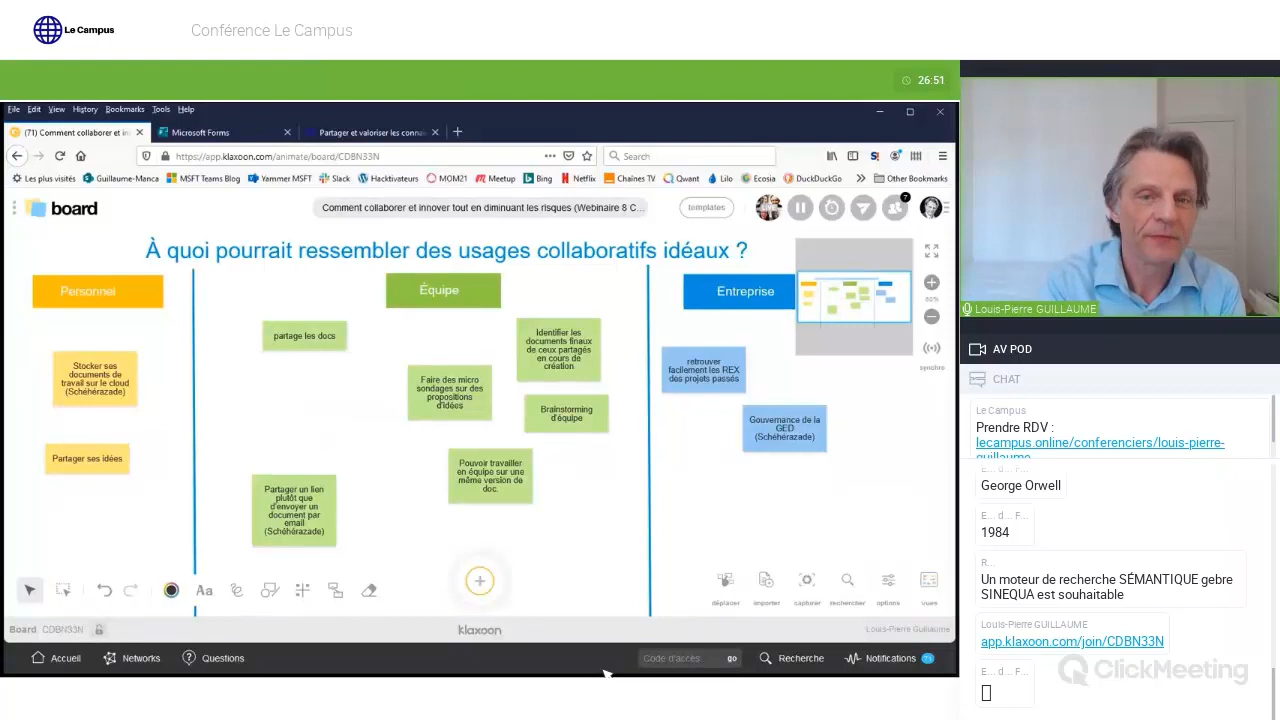 Le Campus
Conférence Le Campus
26:51
File Edit View History Bookmarks Tools Help
(71) Comment collaborer et in
Microsoft Forms
Partager et valoriser les connai
https://app.klaxoon.com/animate/board/CDBN33N
Search
Les plus visités
Guillaume-Manca
MSFT Teams Blog
Yammer MSFT
Slack
Hacktivateurs
MOM21
Meetup
Bing
Netflix
Chaînes TV
Qwant
Lilo
Ecosia
DuckDuckGo
Other Bookmarks
board
Comment collaborer et innover tout en diminuant les risques (Webinaire 8 C...
templates
7
À quoi pourrait ressembler des usages collaboratifs idéaux ?
Personnel
Équipe
Entreprise
Stocker ses
documents de
travail sur le cloud
(Schéhérazade)
Partager ses idées
partage les docs
Faire des micro
sondages sur des
propositions
d'idées
Identifier les
documents finaux
de ceux partagés
en cours de
création
Brainstorming
d'équipe
Pouvoir travailler
en équipe sur une
même version de
doc.
Partager un lien
plutôt que
d'envoyer un
document par
email
(Schéhérazade)
retrouver
facilement les REX
des projets passés
Gouvernance de la
GED
(Schéhérazade)
synchro
Aa
déplacer
importer
capturer
rechercher
options
vues
Board CDBN33N
klaxoon
Louis-Pierre Guillaume
Accueil
Networks
Questions
Code d'accès
go
Recherche
Notifications
Louis-Pierre GUILLAUME
AV POD
CHAT
Le Campus
Prendre RDV :
lecampus.online/conferenciers/louis-pierre-
guillaume
E... d... F...
George Orwell
E... d... F...
1984
R...
Un moteur de recherche SÉMANTIQUE gebre
SINEQUA est souhaitable
Louis-Pierre GUILLAUME
app.klaxoon.com/join/CDBN33N
E... d... F...
ClickMeeting